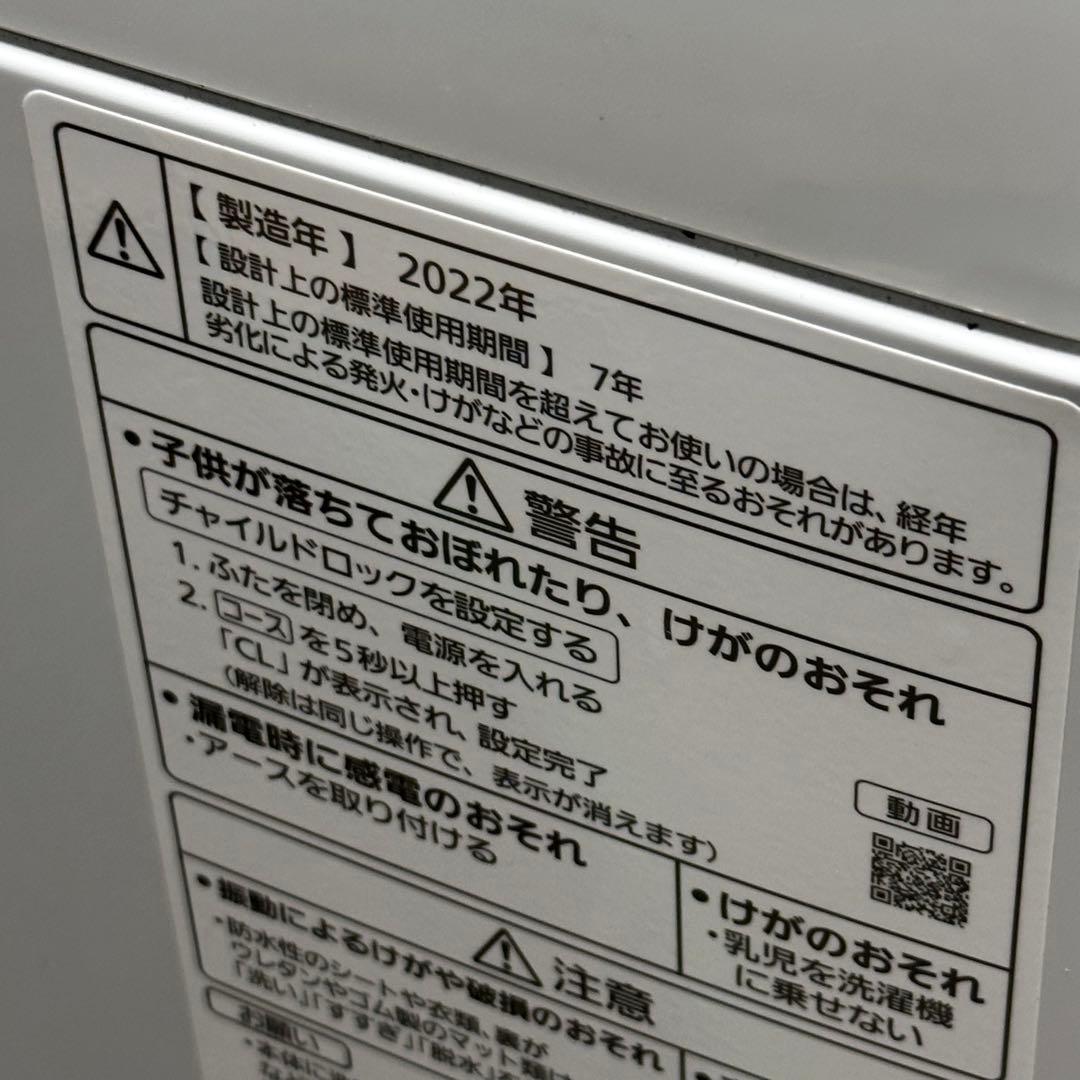 【製造年】 2022年
【設計上の標準使用期間】 7年
設計上の標準使用期間を超えてお使いの場合は、経年
劣化による発火・けがなどの事故に至るおそれがあります。
警告
・子供が落ちておぼれたり、けがのおそれ
チャイルドロックを設定する
1. ふたを閉め、電源を入れる
2. コースを5秒以上押す
「CL」が表示され、設定完了
(解除は同じ操作で、表示が消えます)
動画
・漏電時に感電のおそれ
・アースを取り付ける
・けがのおそれ
・乳児を洗濯機
に乗せない
注意
・振動によるけがや破損のおそれ
・防水性のシートや衣類、裏が
ウレタンやゴム製のマット類は
「洗い」「すすぎ」「脱水」を
お願い
・本体に